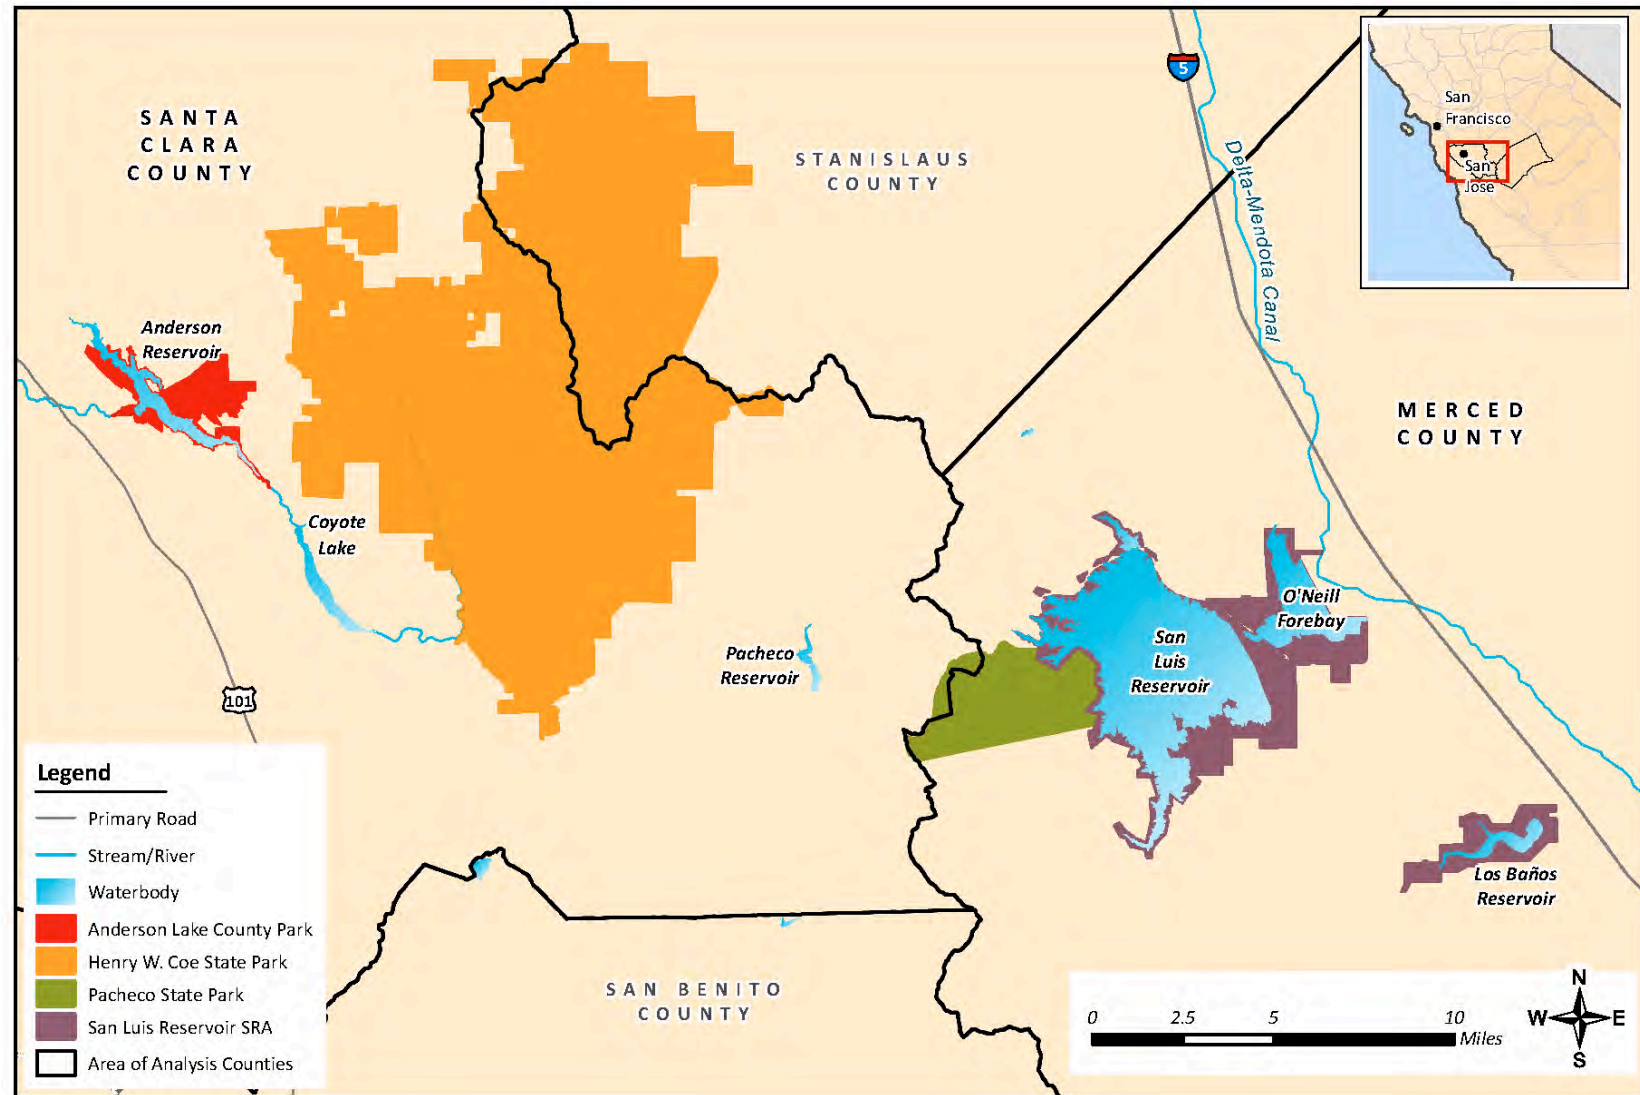 SANTA
CLARA
COUNTY
STANISLAUS
COUNTY
5
Delta-Mendota Canal
San
Francisco
San
Jose
Anderson
Reservoir
MERCED
COUNTY
Coyote
Lake
O'Neill
Forebay
San
Luis
Reservoir
Pacheco
Reservoir
101
Los Baños
Reservoir
SAN BENITO
COUNTY
Legend
Primary Road
Stream/River
Waterbody
Anderson Lake County Park
Henry W. Coe State Park
Pacheco State Park
San Luis Reservoir SRA
Area of Analysis Counties
0 2.5 5 10
Miles
N
W E
S